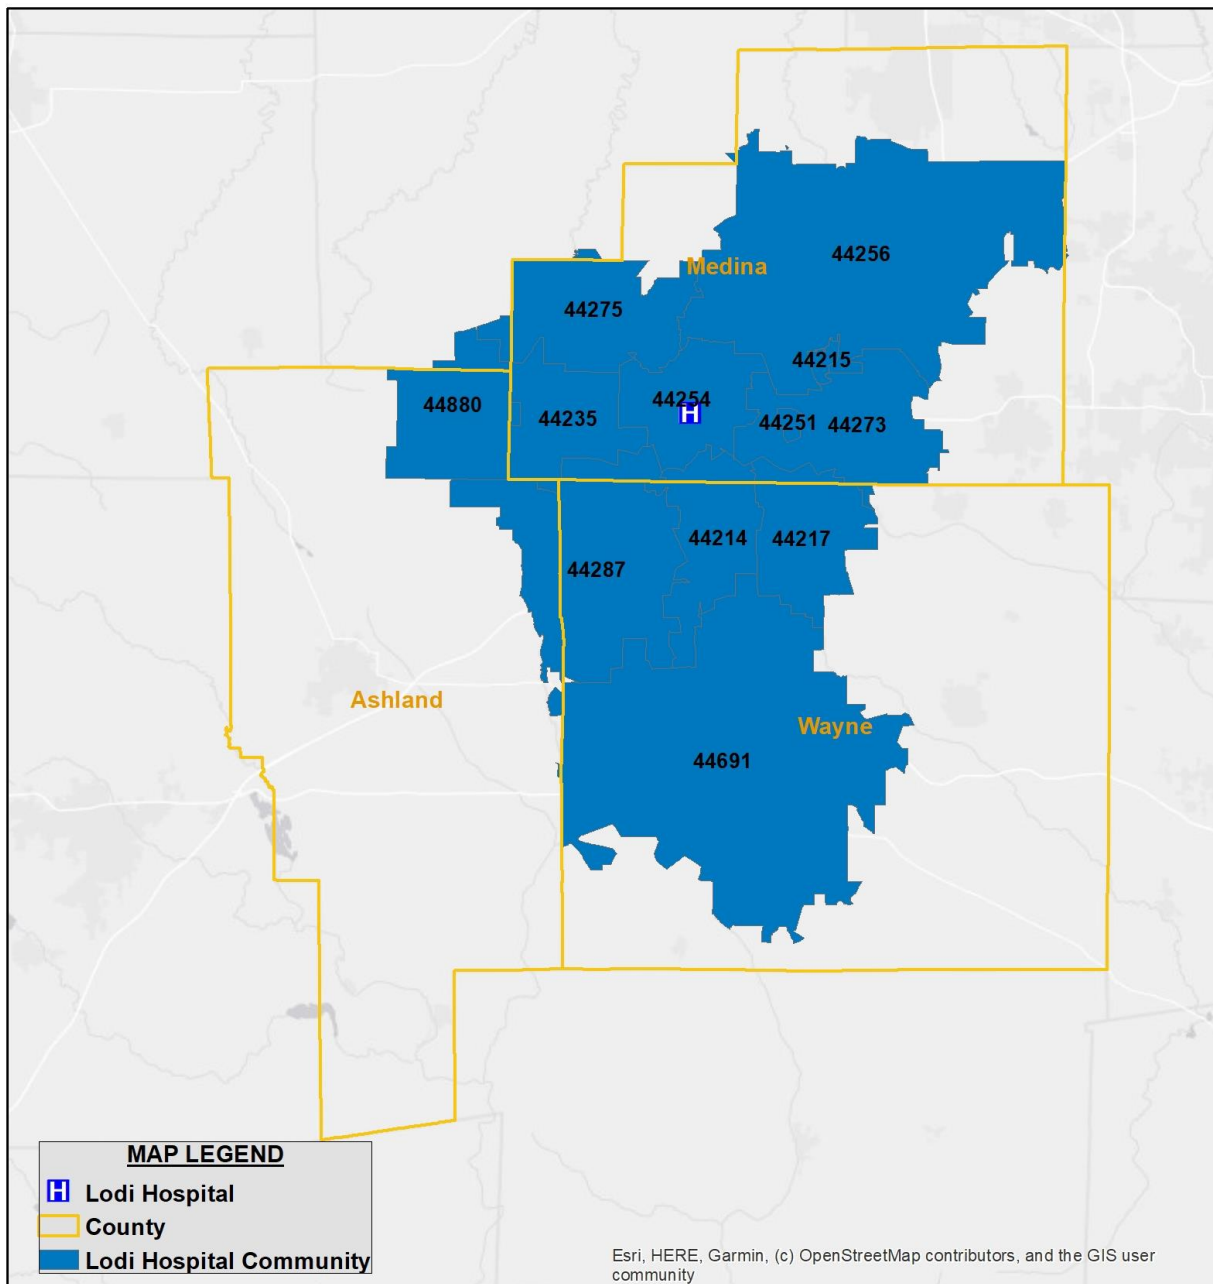 44256
Medina
44275
44215
44254
44880
44235
H
44251
44273
44214
44217
44287
Ashland
Wayne
44691
MAP LEGEND
H Lodi Hospital
County
Lodi Hospital Community
Esri, HERE, Garmin, (c) OpenStreetMap contributors, and the GIS user
community